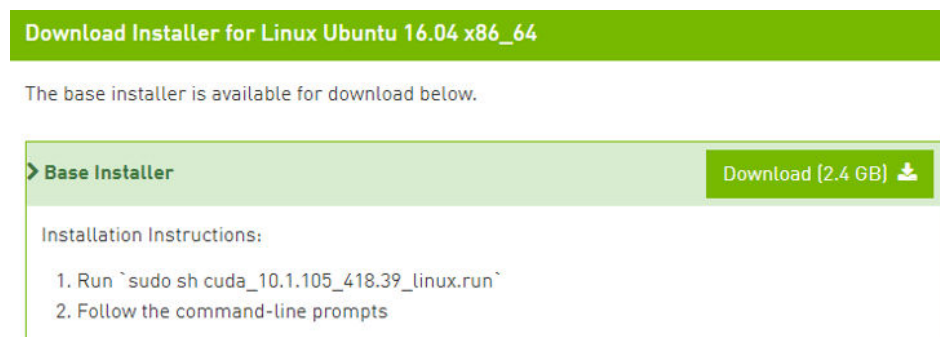 Download Installer for Linux Ubuntu 16.04 x86_64
The base installer is available for download below.
Base Installer
Download (2.4 GB)
Installation Instructions:
1. Run `sudo sh cuda_10.1.105_418.39_linux.run`
2. Follow the command-line prompts